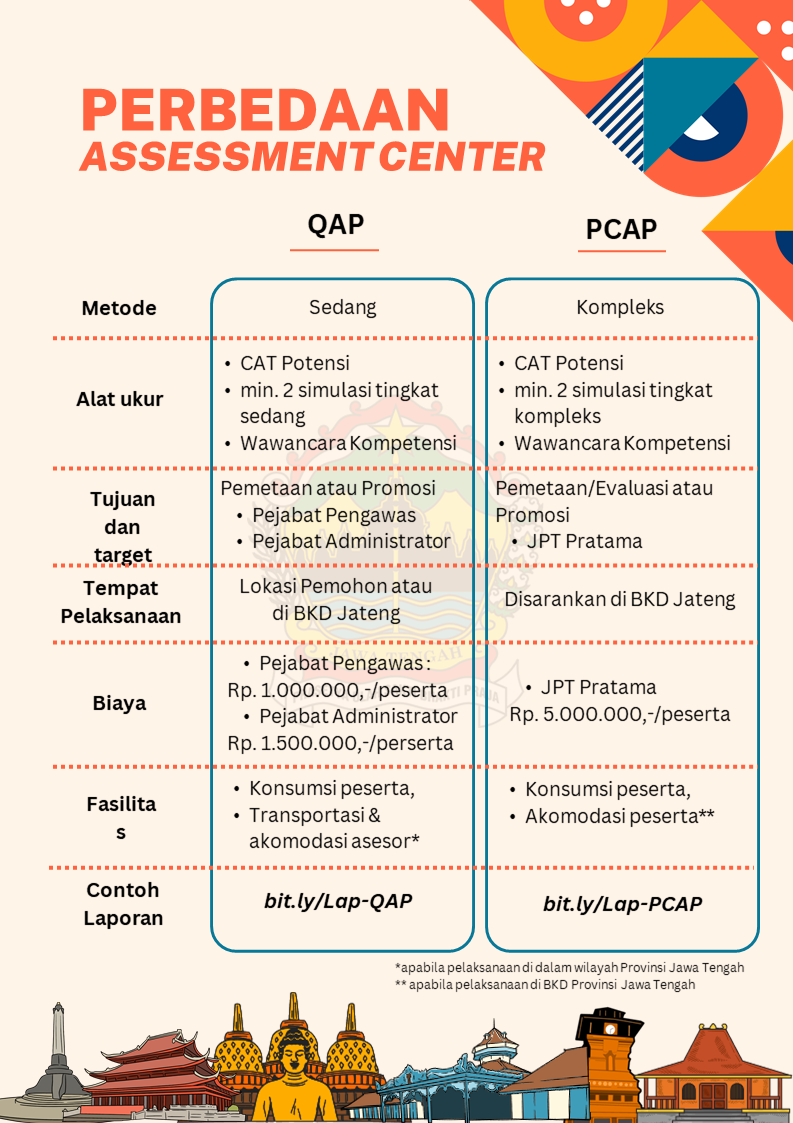 PERBEDAAN
ASSESSMENT CENTER
QAP
PCAP
Metode
Sedang
Kompleks
Alat ukur
• CAT Potensi
• min. 2 simulasi tingkat
sedang
• Wawancara Kompetensi
• CAT Potensi
• min. 2 simulasi tingkat
kompleks
• Wawancara Kompetensi
Tujuan
dan
target
Pemetaan atau Promosi
• Pejabat Pengawas
• Pejabat Administrator
Pemetaan/Evaluasi atau
Promosi
• JPT Pratama
Tempat
Pelaksanaan
Lokasi Pemohon atau
di BKD Jateng
Disarankan di BKD Jateng
Biaya
• Pejabat Pengawas :
Rp. 1.000.000,-/peserta
• Pejabat Administrator
Rp. 1.500.000,-/perserta
• JPT Pratama
Rp. 5.000.000,-/peserta
Fasilita
s
• Konsumsi peserta,
• Transportasi &
akomodasi asesor*
• Konsumsi peserta,
• Akomodasi peserta**
Contoh
Laporan
bit.ly/Lap-QAP
bit.ly/Lap-PCAP
*apabila pelaksanaan di dalam wilayah Provinsi Jawa Tengah
** apabila pelaksanaan di BKD Provinsi Jawa Tengah
JAWA TENGAH